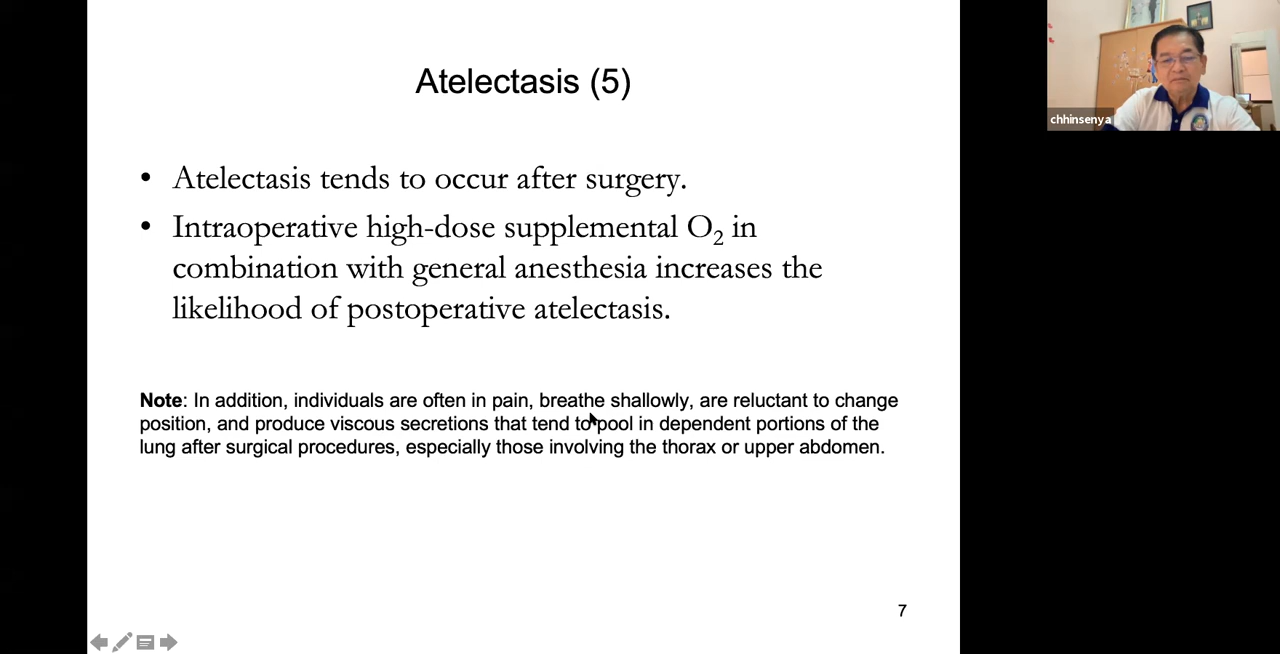 Atelectasis (5)
chhinsenya
• Atelectasis tends to occur after surgery.
• Intraoperative high-dose supplemental O₂ in
combination with general anesthesia increases the
likelihood of postoperative atelectasis.
Note: In addition, individuals are often in pain, breathe shallowly, are reluctant to change
position, and produce viscous secretions that tend to pool in dependent portions of the
lung after surgical procedures, especially those involving the thorax or upper abdomen.
7